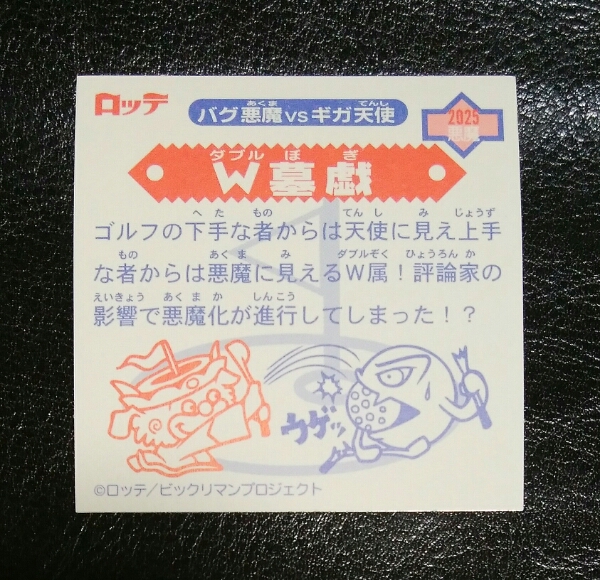 ロッテ
あくま てんし
バグ悪魔vsギガ天使
2025
悪魔
ダブル ぼ ぎ
W墓戯
へた もの てんし み じょうず
ゴルフの下手な者からは天使に見え上手
もの あくま み ダブルぞく ひょうろんか
な者からは悪魔に見えるW属!評論家の
えいきょう あくまか しんこう
影響で悪魔化が進行してしまった!?
ウゲッ
©ロッテ/ビックリマンプロジェクト